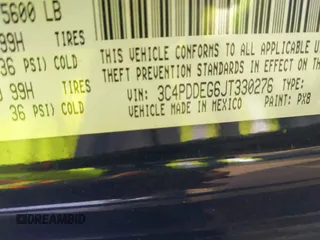 5600 LB
99H TIRES
36 PSI) COLD
99H TIRES
36 PSI) COLD
THIS VEHICLE CONFORMS TO ALL APPLICABLE
THEFT PREVENTION STANDARDS IN EFFECT ON
VIN: 3C4PDDEG6JT330276 TYPE:
VEHICLE MADE IN MEXICO PAINT: PX8
DREAMBID